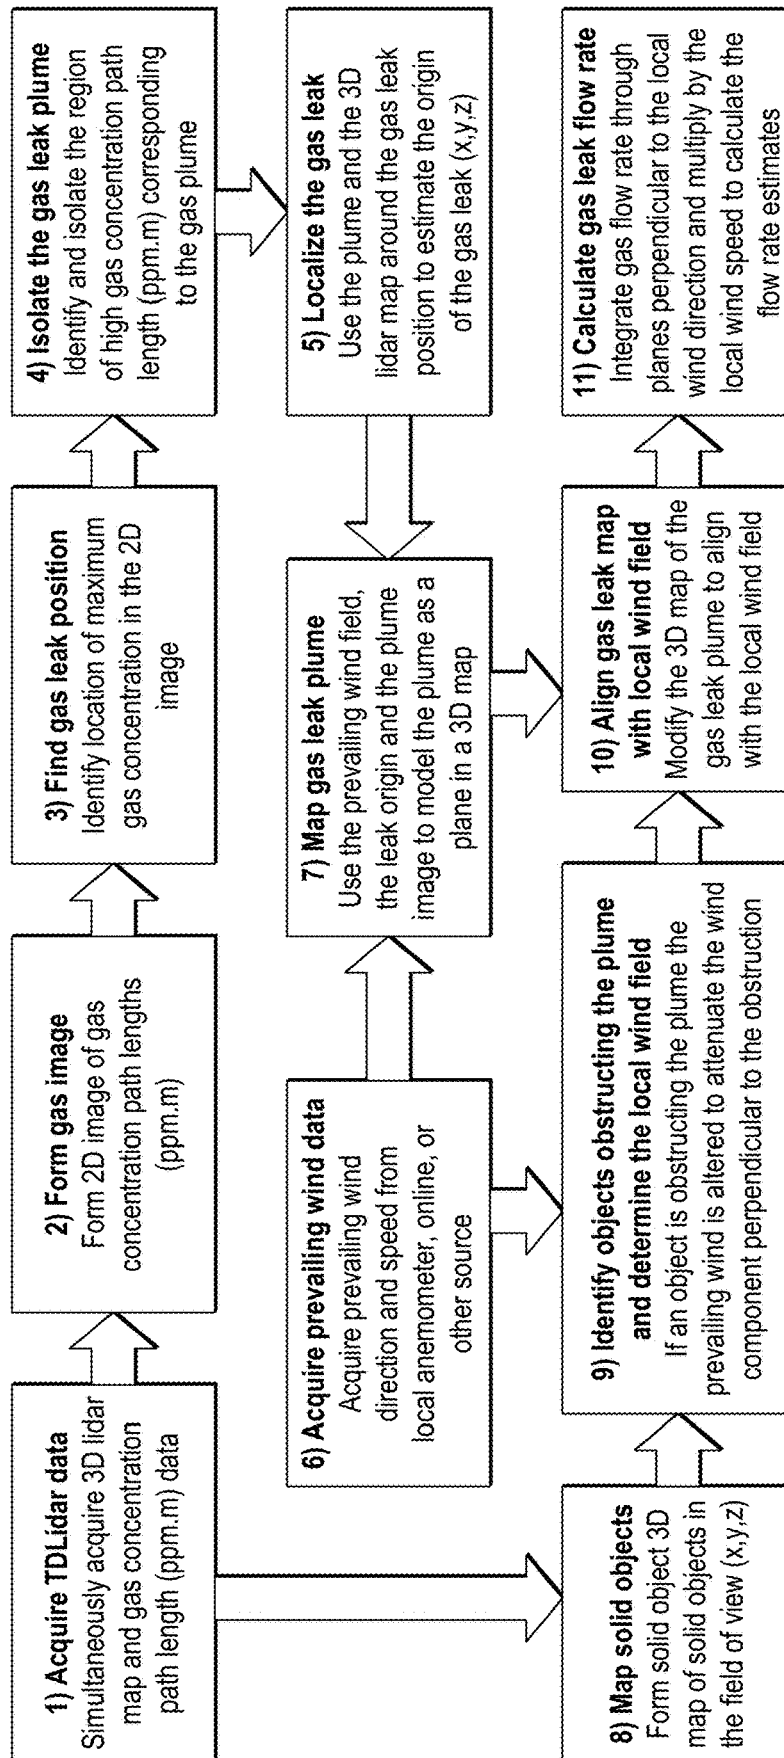 1) Acquire TDLidar data
Simultaneously acquire 3D lidar
map and gas concentration
path length (ppm.m) data
2) Form gas image
Form 2D image of gas
concentration path lengths
(ppm.m)
3) Find gas leak position
Identify location of maximum
gas concentration in the 2D
image
4) Isolate the gas leak plume
Identify and isolate the region
of high gas concentration path
length (ppm.m) corresponding
to the gas plume
5) Localize the gas leak
Use the plume and the 3D
lidar map around the gas leak
position to estimate the origin
of the gas leak (x,y,z)
6) Acquire prevailing wind data
Acquire prevailing wind
direction and speed from
local anemometer, online, or
other source
7) Map gas leak plume
Use the prevailing wind field,
the leak origin and the plume
image to model the plume as a
plane in a 3D map
8) Map solid objects
Form solid object 3D
map of solid objects in
the field of view (x,y,z)
9) Identify objects obstructing the plume
and determine the local wind field
If an object is obstructing the plume the
prevailing wind is altered to attenuate the wind
component perpendicular to the obstruction
10) Align gas leak map
with local wind field
Modify the 3D map of the
gas leak plume to align
with the local wind field
11) Calculate gas leak flow rate
Integrate gas flow rate through
planes perpendicular to the local
wind direction and multiply by the
local wind speed to calculate the
flow rate estimates